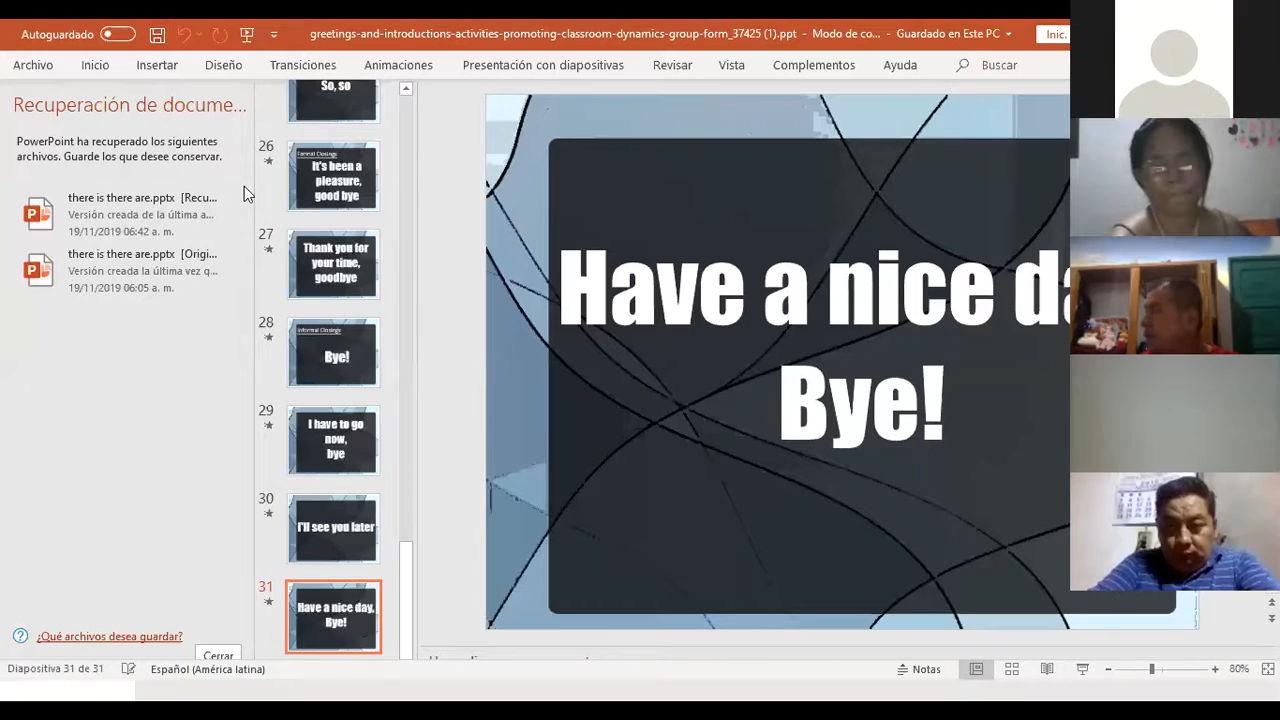 Autoguardado
greetings-and-introductions-activities-promoting-classroom-dynamics-group-form_37425 (1).ppt - Modo de co... - Guardado en Este PC
Inic.
Archivo Inicio Insertar Diseño Transiciones Animaciones Presentación con diapositivas Revisar Vista Complementos Ayuda Buscar
Recuperación de docume...
PowerPoint ha recuperado los siguientes
archivos. Guarde los que desee conservar.
there is there are.pptx [Recu...
Versión creada de la última a...
19/11/2019 06:42 a. m.
there is there are.pptx [Origi...
Versión creada la última vez q...
19/11/2019 06:05 a. m.
¿Qué archivos desea guardar?
Cerrar
So, so
26
Formal Closings
It's been a
pleasure,
good bye
27
Thank you for
your time,
goodbye
28
Informal Closings
Bye!
29
I have to go
now,
bye
30
I'll see you later
31
Have a nice day,
Bye!
Have a nice da
Bye!
Diapositiva 31 de 31
Español (América latina)
Notas
80%